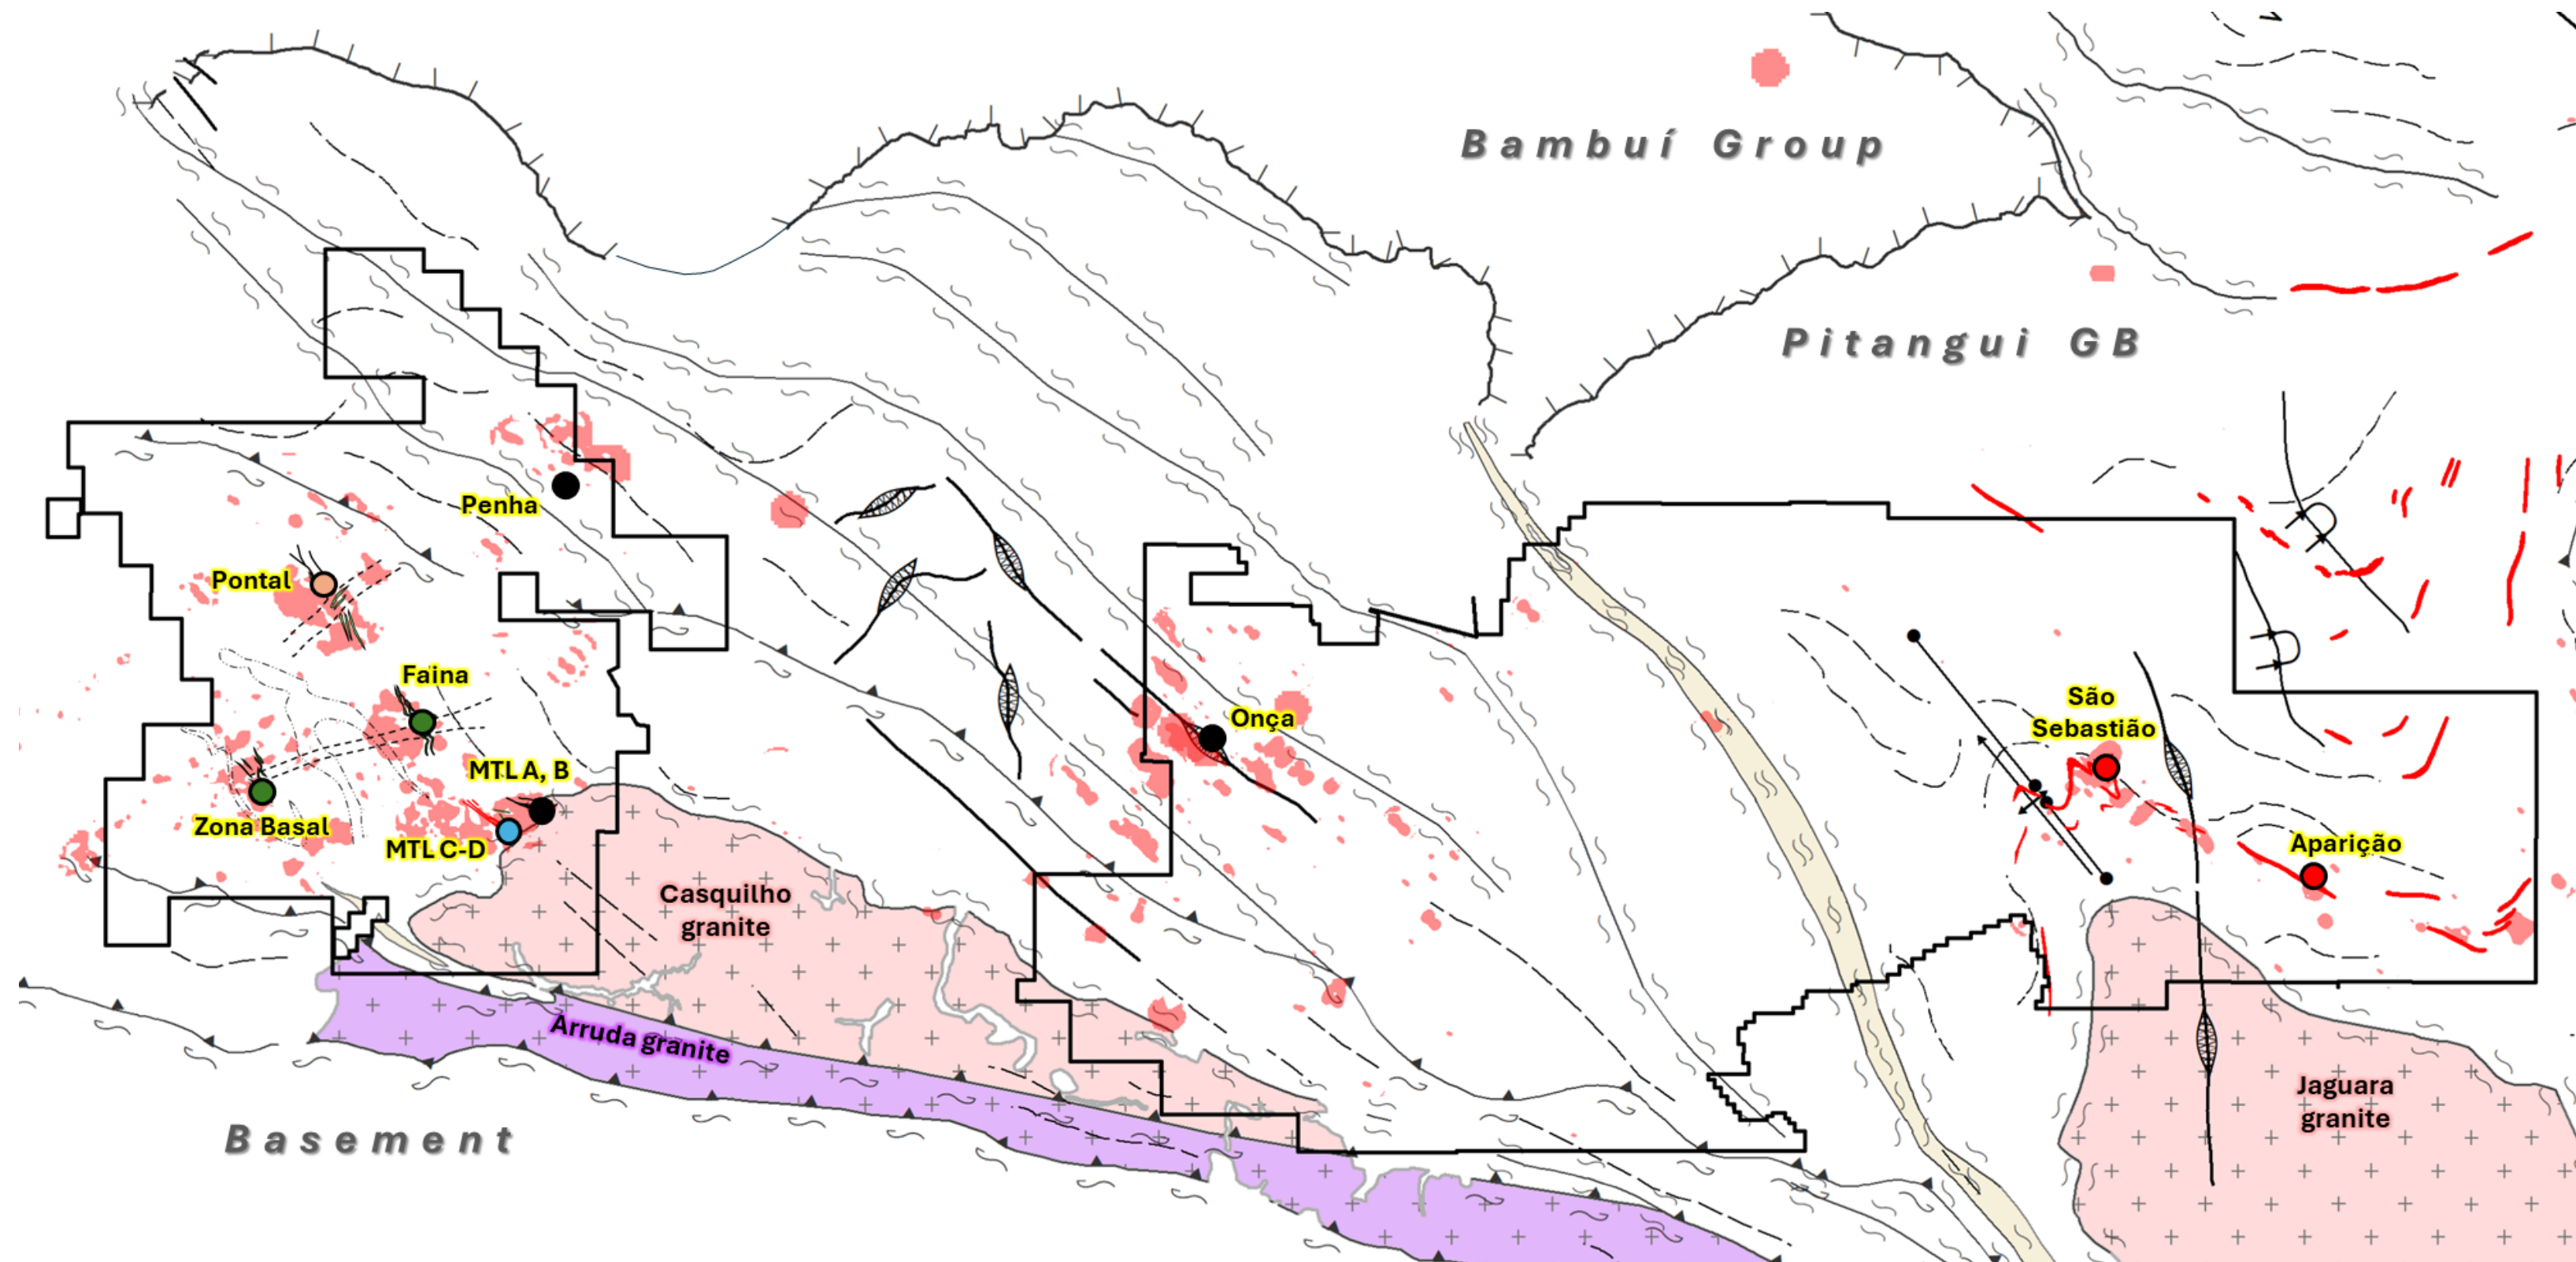 Bambuí Group
Pitangui GB
Penha
Pontal
Faina
São
Sebastião
Onça
MTL A, B
Zona Basal
MTL C-D
Aparição
Casquilho
granite
Arruda granite
Jaguara
granite
Basement